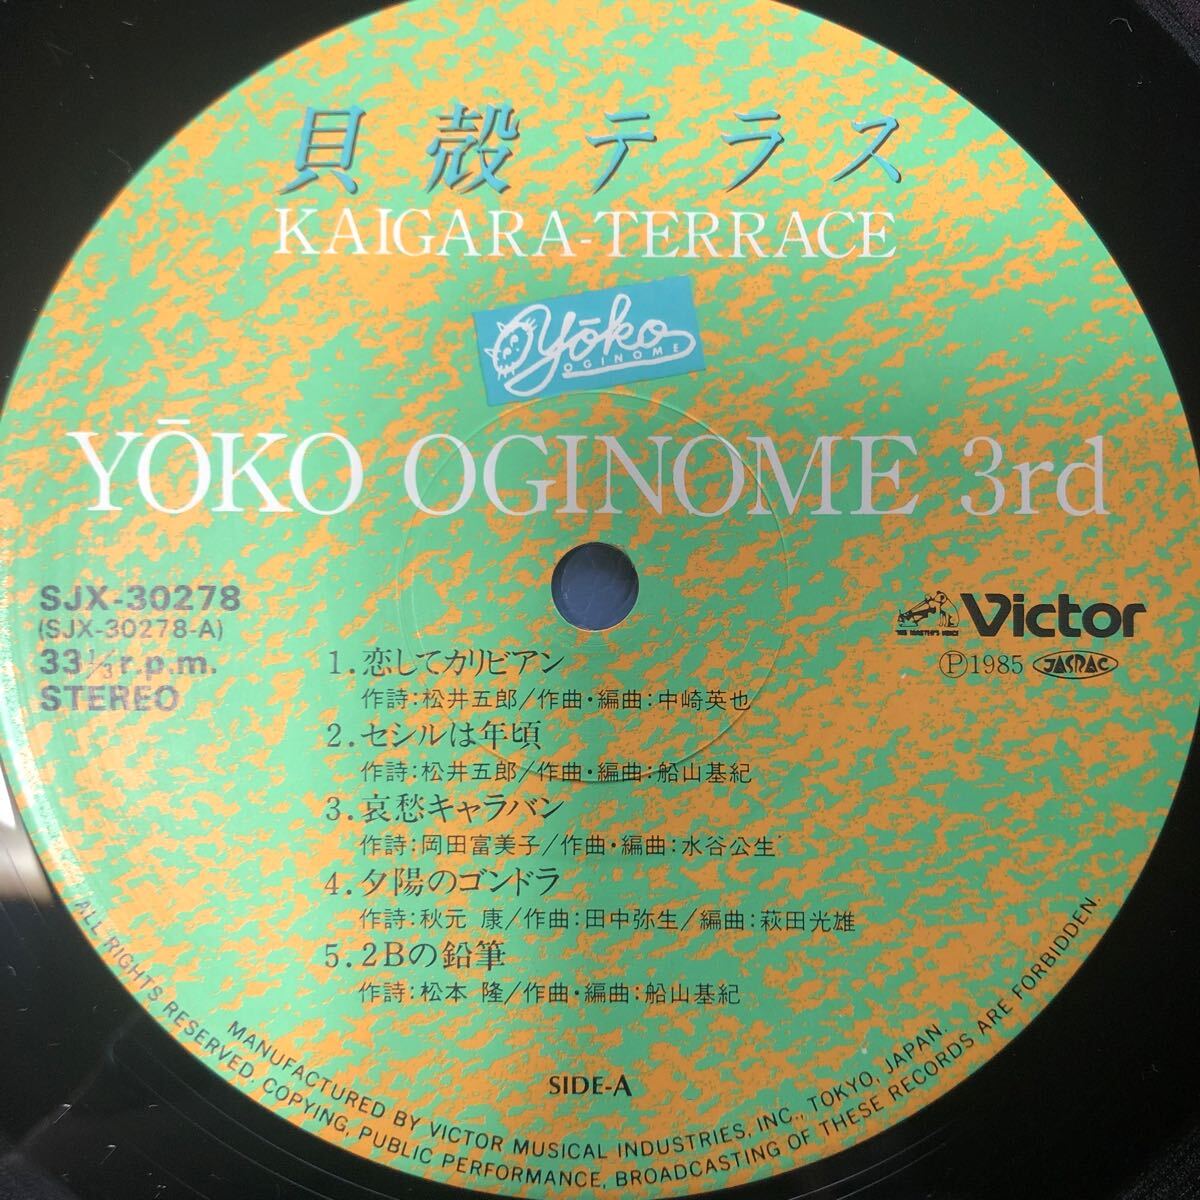 貝殻テラス
KAIGARA-TERRACE
Yōko
OGINOME
YŌKO OGINOME 3rd
SJX-30278
(SJX-30278-A)
33⅓ r.p.m.
STEREO
"HIS MASTER'S VOICE"
Victor
Ⓟ1985 JASRAC
1.恋してカリビアン
作詩:松井五郎/作曲・編曲:中崎英也
2.セシルは年頃
作詩:松井五郎/作曲・編曲:船山基紀
3.哀愁キャラバン
作詩:岡田富美子/作曲・編曲:水谷公生
4.夕陽のゴンドラ
作詩:秋元 康/作曲:田中弥生/編曲:萩田光雄
5.2Bの鉛筆
作詩:松本 隆/作曲・編曲:船山基紀
SIDE-A
MANUFACTURED BY VICTOR MUSICAL INDUSTRIES, INC., TOKYO, JAPAN.
ALL RIGHTS RESERVED. COPYING, PUBLIC PERFORMANCE, BROADCASTING OF THESE RECORDS ARE FORBIDDEN.